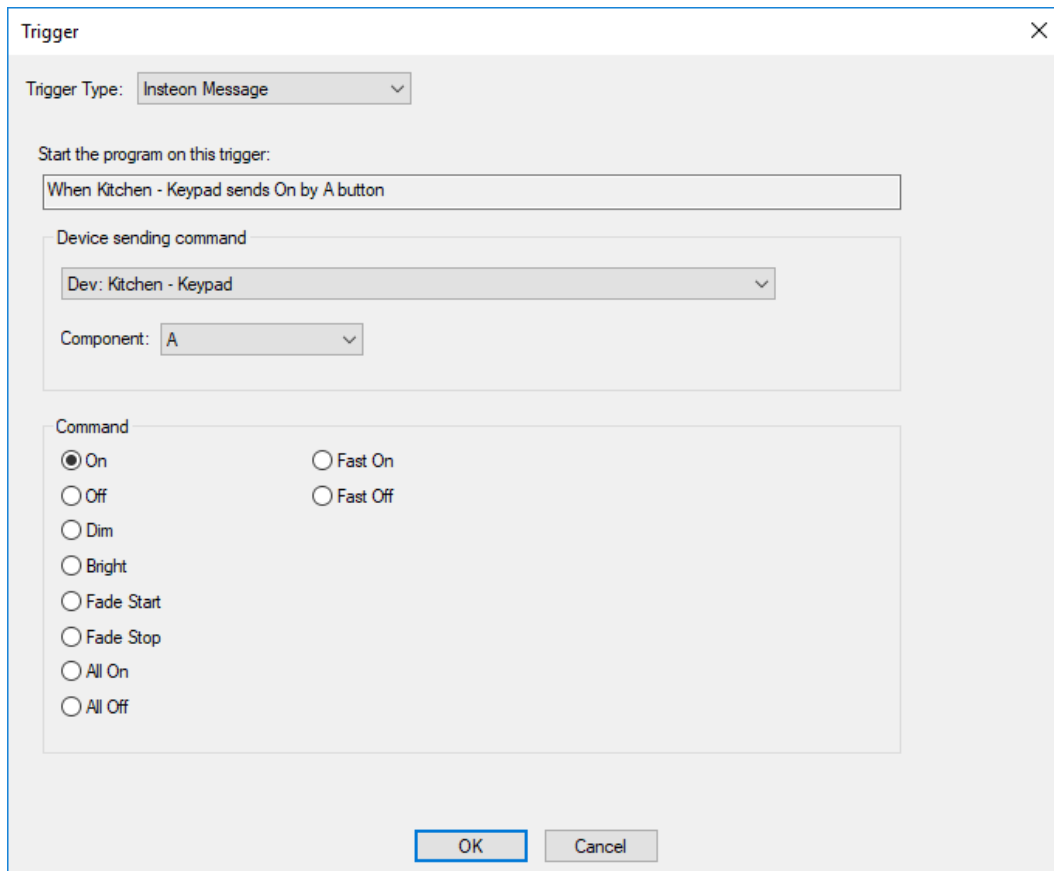 Trigger
Trigger Type: Insteon Message
Start the program on this trigger:
When Kitchen - Keypad sends On by A button
Device sending command
Dev: Kitchen - Keypad
Component: A
Command
On Fast On
Off Fast Off
Dim
Bright
Fade Start
Fade Stop
All On
All Off
OK Cancel